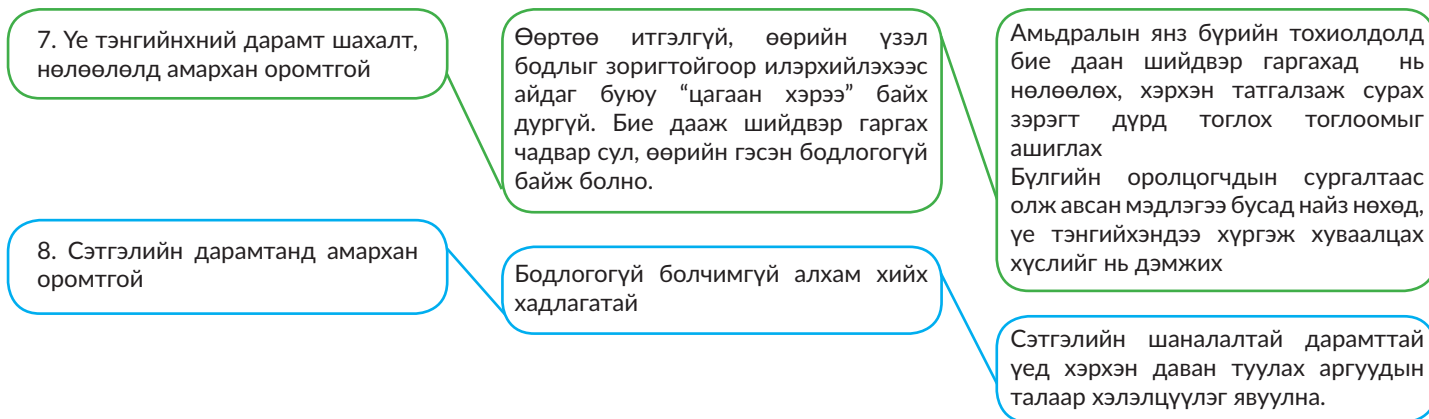 7. Үе тэнгийнхний дарамт шахалт,
нөлөөлөлд амархан оромтгой
Өөртөө итгэлгүй, өөрийн үзэл
бодлыг зоригтойгоор илэрхийлэхээс
айдаг буюу “цагаан хэрээ” байх
дургүй. Бие дааж шийдвэр гаргах
чадвар сул, өөрийн гэсэн бодлогогүй
байж болно.
Амьдралын янз бүрийн тохиолдолд
бие даан шийдвэр гаргахад нь
нөлөөлөх, хэрхэн татгалзаж сурах
зэрэгт дүрд тоглох тоглоомыг
ашиглах
Бүлгийн оролцогчдын сургалтаас
олж авсан мэдлэгээ бусад найз нөхөд,
үе тэнгийхэндээ хүргэж хуваалцах
хүслийг нь дэмжих
8. Сэтгэлийн дарамтанд амархан
оромтгой
Бодлогогүй болчимгүй алхам хийх
хадлагатай
Сэтгэлийн шаналалтай дарамттай
үед хэрхэн даван туулах аргуудын
талаар хэлэлцүүлэг явуулна.